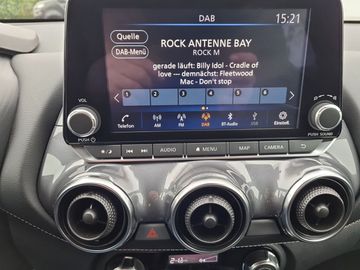 DAB 15:21
Quelle
DAB-Menü
ROCK ANTENNE BAY
ROCK M
gerade läuft: Billy Idol - Cradle of
love --- demnächst: Fleetwood
Mac - Don't stop
1 2 3 4 5 6
Telefon AM FM DAB BT-Audio USB Einstell.
VOL
PUSH
PUSH SOUND
AUDIO MENU MAP CAMERA